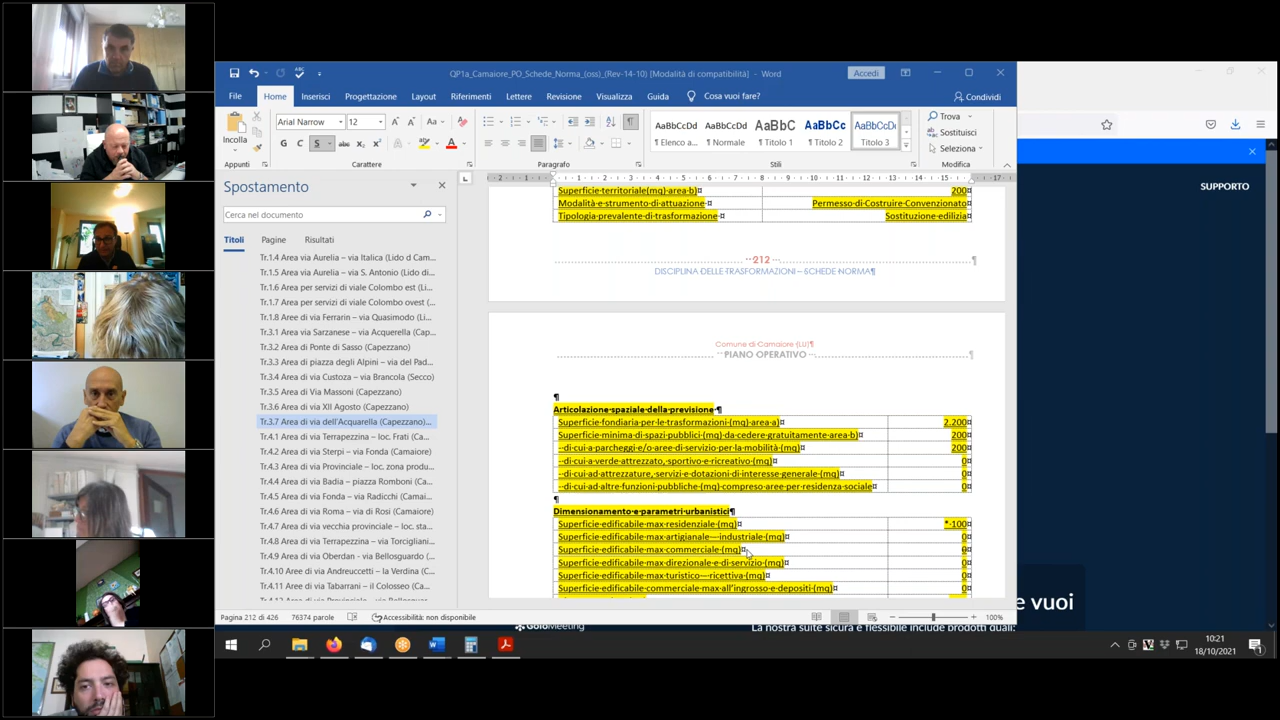 QP1a_Camaiore_PO_Schede_Norma_(oss)_(Rev-14-10) [Modalità di compatibilità] - Word
Accedi
File Home Inserisci Progettazione Layout Riferimenti Lettere Revisione Visualizza Guida Cosa vuoi fare? Condividi
Incolla
Arial Narrow 12
AaBbCcDd AaBbCcDd AaBbC AaBbCc AaBbCcD
¶ Elenco a... ¶ Normale ¶ Titolo 1 ¶ Titolo 2 ¶ Titolo 3
Trova
Sostituisci
Seleziona
Appunti Carattere Paragrafo Stili Modifica
SUPPORTO
Spostamento
Cerca nel documento
Titoli Pagine Risultati
Tr.1.4 Area via Aurelia – via Italica (Lido d Cam...
Tr.1.5 Area via Aurelia – via S. Antonio (Lido di...
Tr.1.6 Area per servizi di viale Colombo est (Lid...
Tr.1.7 Area per servizi di viale Colombo ovest (...
Tr.1.8 Aree di via Ferrarin – via Quasimodo (Li...
Tr.3.1 Area via Sarzanese – via Acquerella (Cap...
Tr.3.2 Area di Ponte di Sasso (Capezzano)
Tr.3.3 Area di piazza degli Alpini – via del Pad...
Tr.3.4 Area di via Custoza – via Brancola (Secco)
Tr.3.5 Area di Via Massoni (Capezzano)
Tr.3.6 Area di via XII Agosto (Capezzano)
Tr.3.7 Area di via dell'Acquarella (Capezzano)...
Tr.4.1 Area di via Terrapezzina – loc. Frati (Ca...
Tr.4.2 Area di via Sterpi – via Fonda (Camaiore)
Tr.4.3 Area di via Provinciale – loc. zona produ...
Tr.4.4 Area di via Badia – piazza Romboni (Ca...
Tr.4.5 Area di via Fonda – via Radicchi (Camai...
Tr.4.6 Area di via Roma – via di Rosi (Camaiore)
Tr.4.7 Area di via vecchia provinciale – loc. sta...
Tr.4.8 Area di via Terrapezzina – via Torcigliani...
Tr.4.9 Area di via Oberdan - via Bellosguardo (...
Tr.4.10 Aree di via Andreuccetti – la Verdina (C...
Tr.4.11 Aree di via Tabarrani – il Colosseo (Cam...
Superficie territoriale(mq) area b) 200
Modalità e strumento di attuazione Permesso di Costruire Convenzionato
Tipologia prevalente di trasformazione Sostituzione edilizia
212
DISCIPLINA DELLE TRASFORMAZIONI – SCHEDE NORMA¶
Comune di Camaiore (LU)¶
PIANO OPERATIVO
Articolazione spaziale della previsione ¶
Superficie fondiaria per le trasformazioni (mq) area a) 2.200
Superficie minima di spazi pubblici (mq) da cedere gratuitamente area b) 200
- di cui a parcheggi e/o aree di servizio per la mobilità (mq) 200
- di cui a verde attrezzato, sportivo e ricreativo (mq) 0
- di cui ad attrezzature, servizi e dotazioni di interesse generale (mq) 0
- di cui ad altre funzioni pubbliche (mq) compreso aree per residenza sociale 0
Dimensionamento e parametri urbanistici¶
Superficie edificabile max residenziale (mq) * 100
Superficie edificabile max artigianale – industriale (mq) 0
Superficie edificabile max commerciale (mq) 0
Superficie edificabile max direzionale e di servizio (mq) 0
Superficie edificabile max turistico – ricettiva (mq) 0
Superficie edificabile commerciale max all'ingrosso e depositi (mq) 0
Pagina 212 di 426 76374 parole Accessibilità: non disponibile 100%
e vuoi
GoToMeeting
La nostra suite sicura e flessibile include prodotti quali:
10:21
18/10/2021